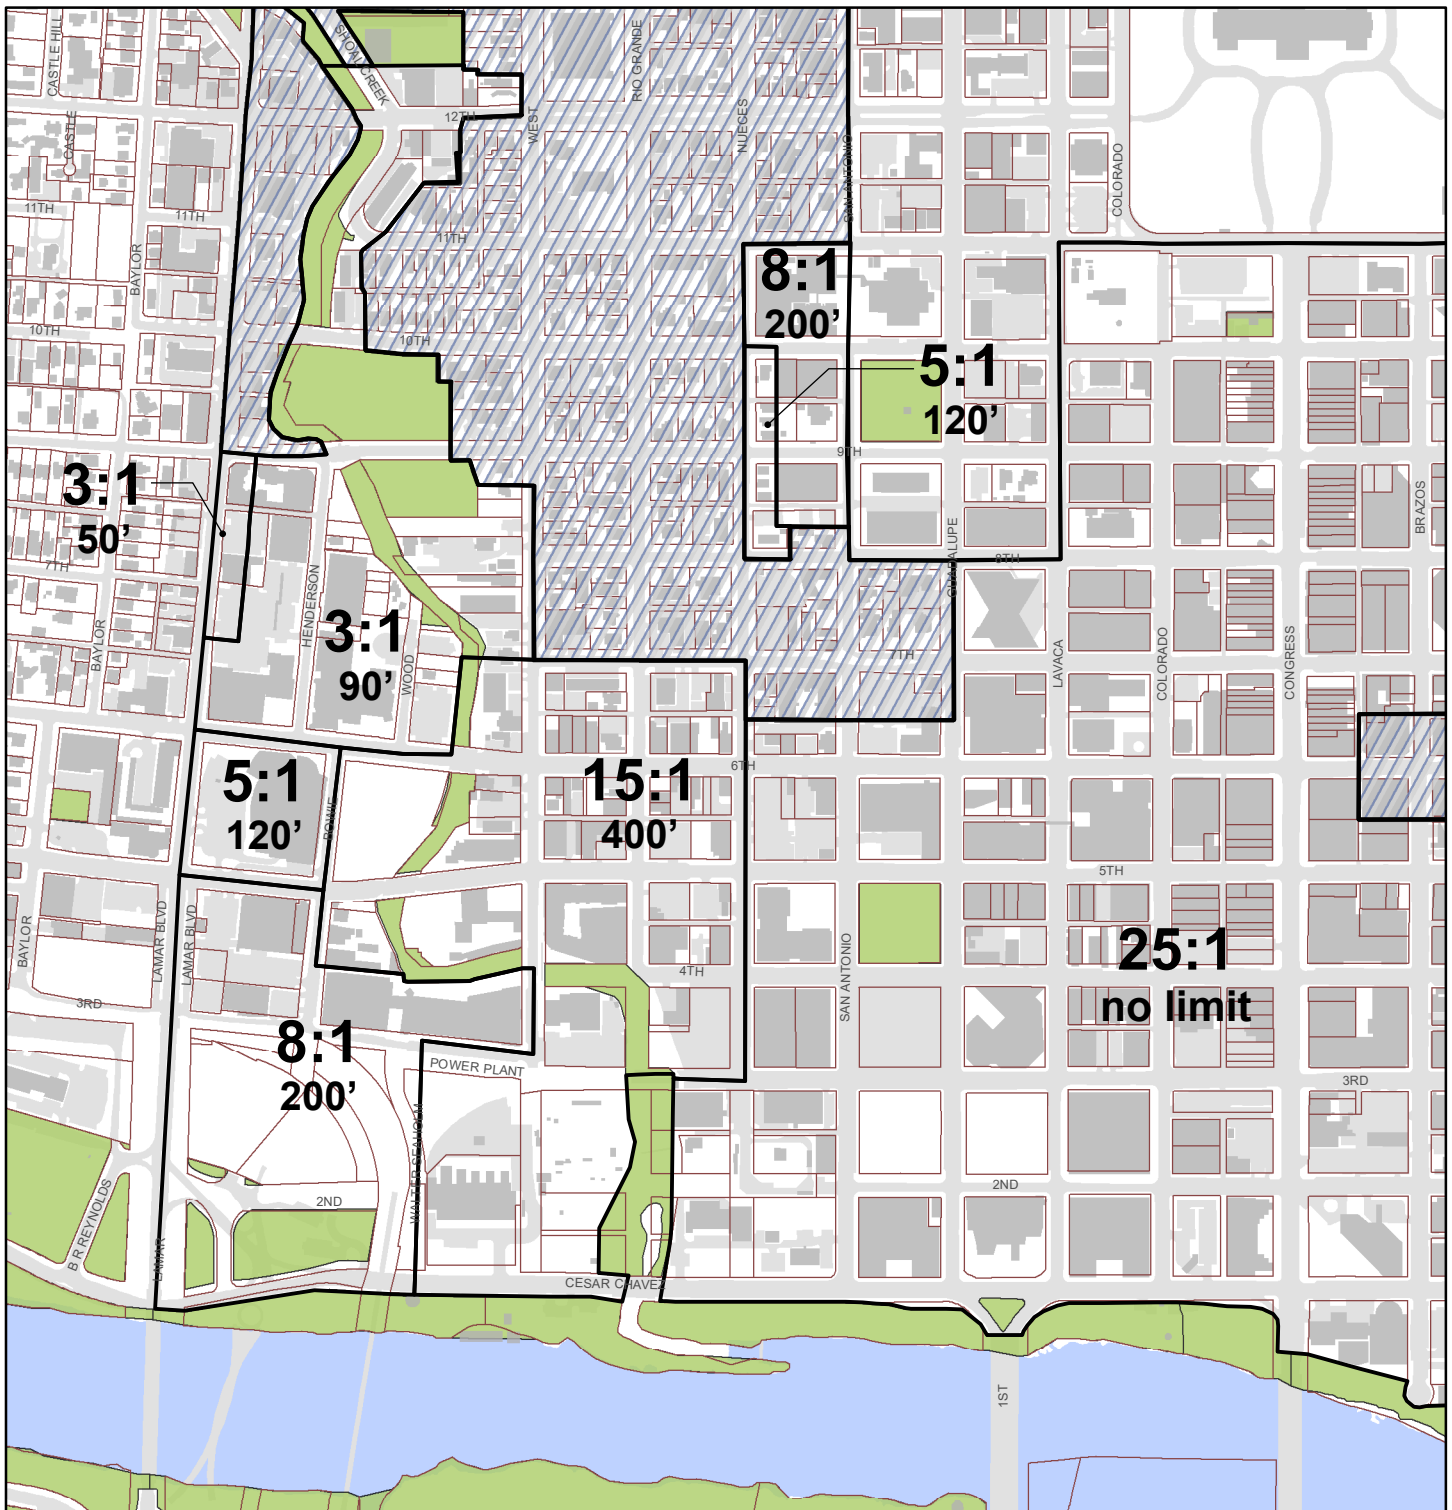 CASTLE HILL
SHOAL CREEK
RIO GRANDE
12TH
WEST
NUECES
CASTLE
SAN ANTONIO
COLORADO
11TH
11TH
11TH
BAYLOR
8:1
200’
10TH
10TH
5:1
120’
9TH
3:1
50’
BRAZOS
7TH
HENDERSON
GUADALUPE
8TH
3:1
90’
BAYLOR
WOOD
7TH
LAVACA
COLORADO
CONGRESS
5:1
120’
BOWIE
6TH
15:1
400’
5TH
BAYLOR
LAMAR BLVD
LAMAR BLVD
SAN ANTONIO
25:1
no limit
4TH
3RD
8:1
200’
POWER PLANT
3RD
WALTER SEAHOLM
B R REYNOLDS
2ND
2ND
LAMAR
CESAR CHAVEZ
1ST